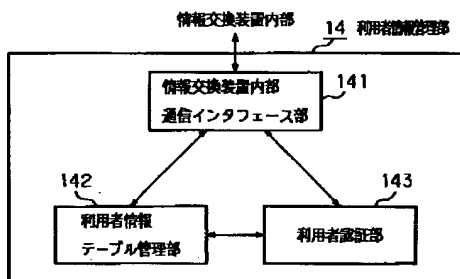 情報交換装置内部
14 利用者情報管理部
141
情報交換装置内部
通信インタフェース部
142
利用者情報
テーブル管理部
143
利用者認証部